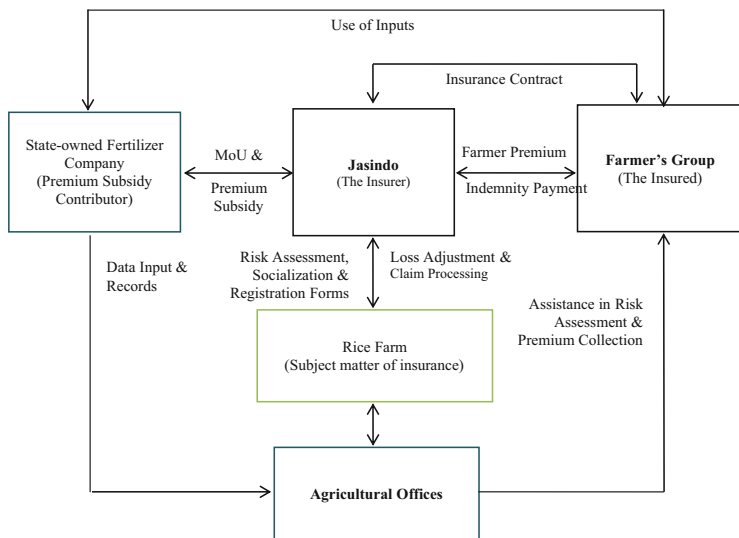 Use of Inputs
Insurance Contract
State-owned Fertilizer
Company
(Premium Subsidy
Contributor)
MoU &
Premium
Subsidy
Jasindo
(The Insurer)
Farmer Premium
Indemnity Payment
Farmer's Group
(The Insured)
Data Input &
Records
Risk Assessment,
Socialization &
Registration Forms
Loss Adjustment &
Claim Processing
Assistance in Risk
Assessment &
Premium Collection
Rice Farm
(Subject matter of insurance)
Agricultural Offices